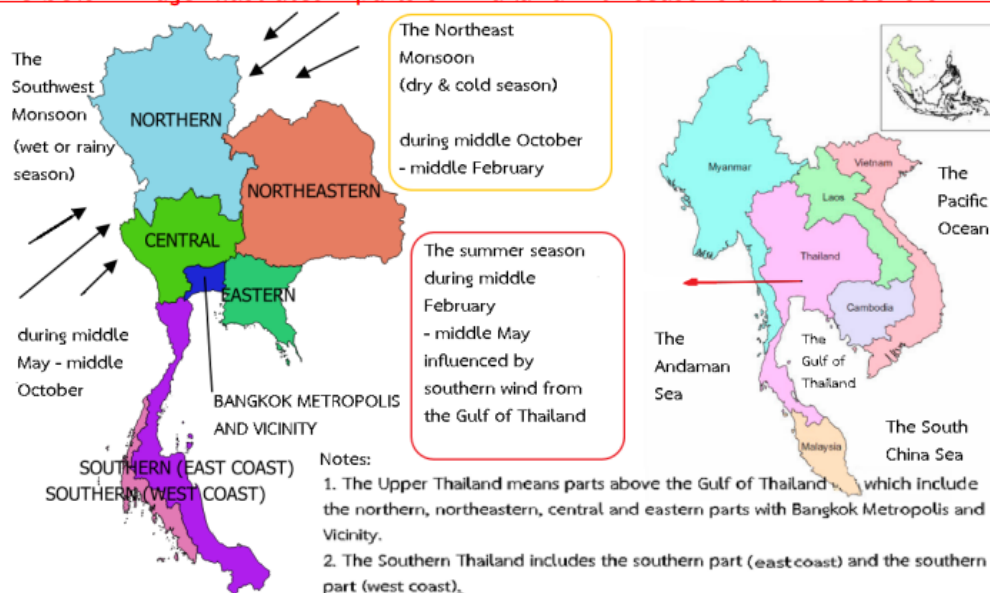 The
Southwest
Monsoon
(wet or rainy
season)
during middle
May - middle
October
NORTHERN
NORTHEASTERN
CENTRAL
EASTERN
BANGKOK METROPOLIS
AND VICINITY
SOUTHERN (EAST COAST)
SOUTHERN (WEST COAST)
The Northeast
Monsoon
(dry & cold season)
during middle October
- middle February
The summer season
during middle
February
- middle May
influenced by
southern wind from
the Gulf of Thailand
Myanmar
Laos
Vietnam
Thailand
Cambodia
Malaysia
The
Pacific
Ocean
The
Andaman
Sea
The
Gulf of
Thailand
The South
China Sea
Notes:
1. The Upper Thailand means parts above the Gulf of Thailand which include
the northern, northeastern, central and eastern parts with Bangkok Metropolis and
Vicinity.
2. The Southern Thailand includes the southern part (east coast) and the southern
part (west coast).